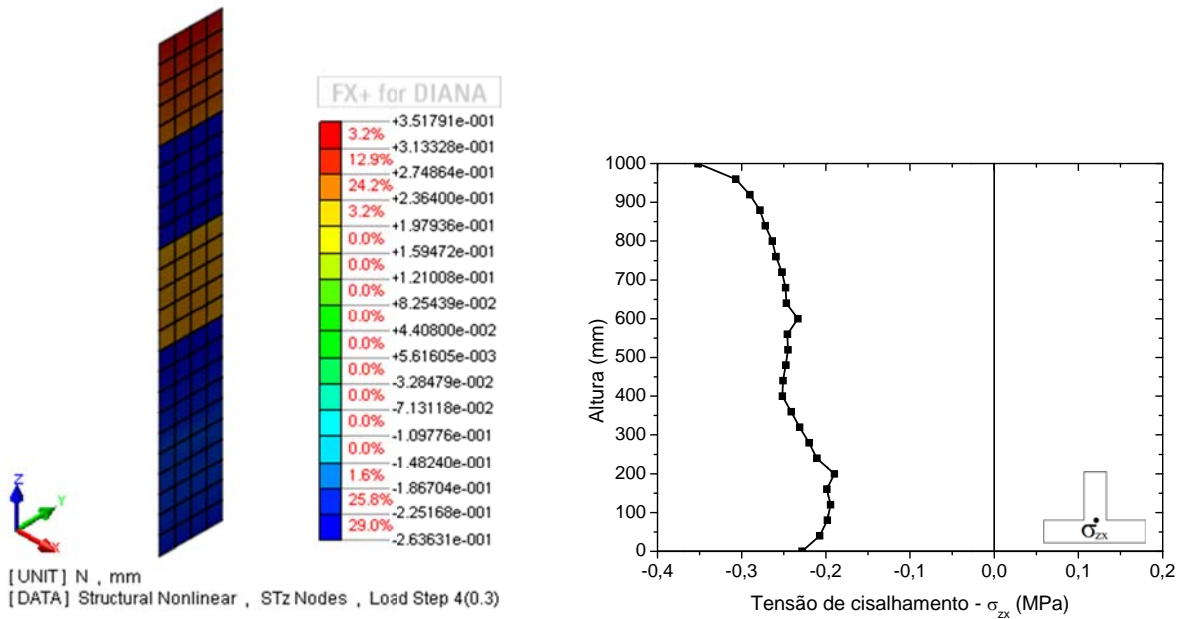 FX+ for DIANA
+3.51791e-001
3.2%
+3.13328e-001
12.9%
+2.74864e-001
24.2%
+2.36400e-001
3.2%
+1.97936e-001
0.0%
+1.59472e-001
0.0%
+1.21008e-001
0.0%
+8.25439e-002
0.0%
+4.40800e-002
0.0%
+5.61605e-003
0.0%
-3.28479e-002
0.0%
-7.13118e-002
0.0%
-1.09776e-001
0.0%
-1.48240e-001
1.6%
-1.86704e-001
25.8%
-2.25168e-001
29.0%
-2.63631e-001
Z
Y
X
[UNIT] N , mm
[DATA] Structural Nonlinear , STz Nodes , Load Step 4(0.3)
Altura (mm)
1000
900
800
700
600
500
400
300
200
100
0
-0,4 -0,3 -0,2 -0,1 0,0 0,1 0,2
Tensão de cisalhamento - σzx (MPa)
σzx